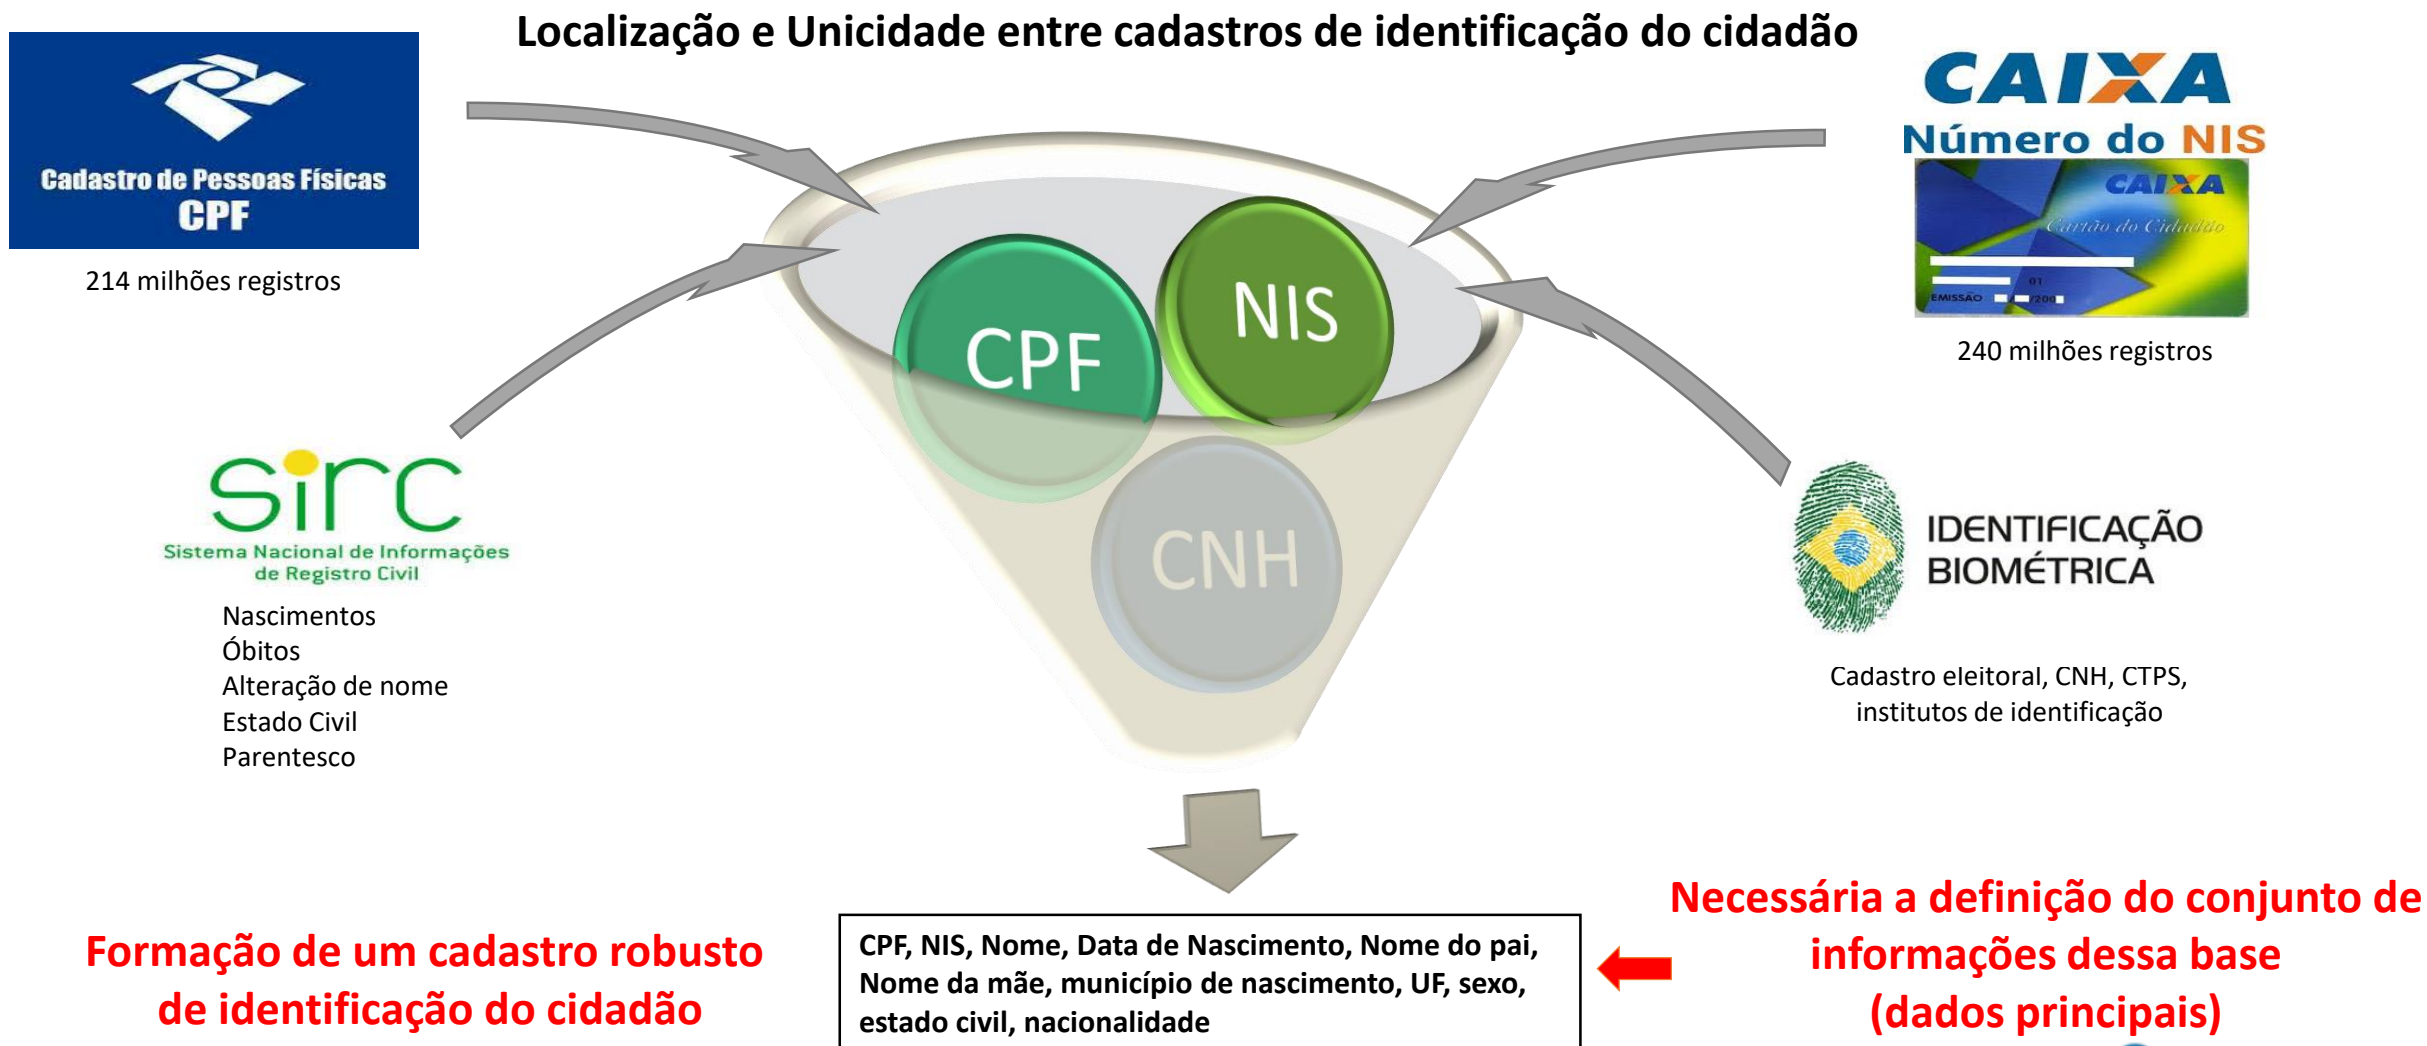 Localização e Unicidade entre cadastros de identificação do cidadão
Cadastro de Pessoas Físicas
CPF
214 milhões registros
CAIXA
Número do NIS
CAIXA
Cartão do Cidadão
01
EMISSÃO
/200
240 milhões registros
CPF
NIS
CNH
sirc
Sistema Nacional de Informações
de Registro Civil
Nascimentos
Óbitos
Alteração de nome
Estado Civil
Parentesco
IDENTIFICAÇÃO
BIOMÉTRICA
Cadastro eleitoral, CNH, CTPS,
institutos de identificação
Formação de um cadastro robusto
de identificação do cidadão
CPF, NIS, Nome, Data de Nascimento, Nome do pai,
Nome da mãe, município de nascimento, UF, sexo,
estado civil, nacionalidade
Necessária a definição do conjunto de
informações dessa base
(dados principais)